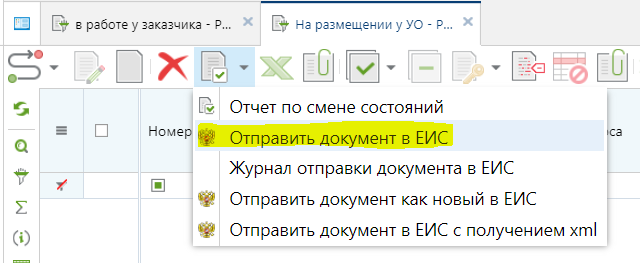 в работе у заказчика - Р...
На размещении у УО - Р...
Отчет по смене состояний
Номер
Отправить документ в ЕИС
са
Журнал отправки документа в ЕИС
Отправить документ как новый в ЕИС
Отправить документ в ЕИС с получением xml